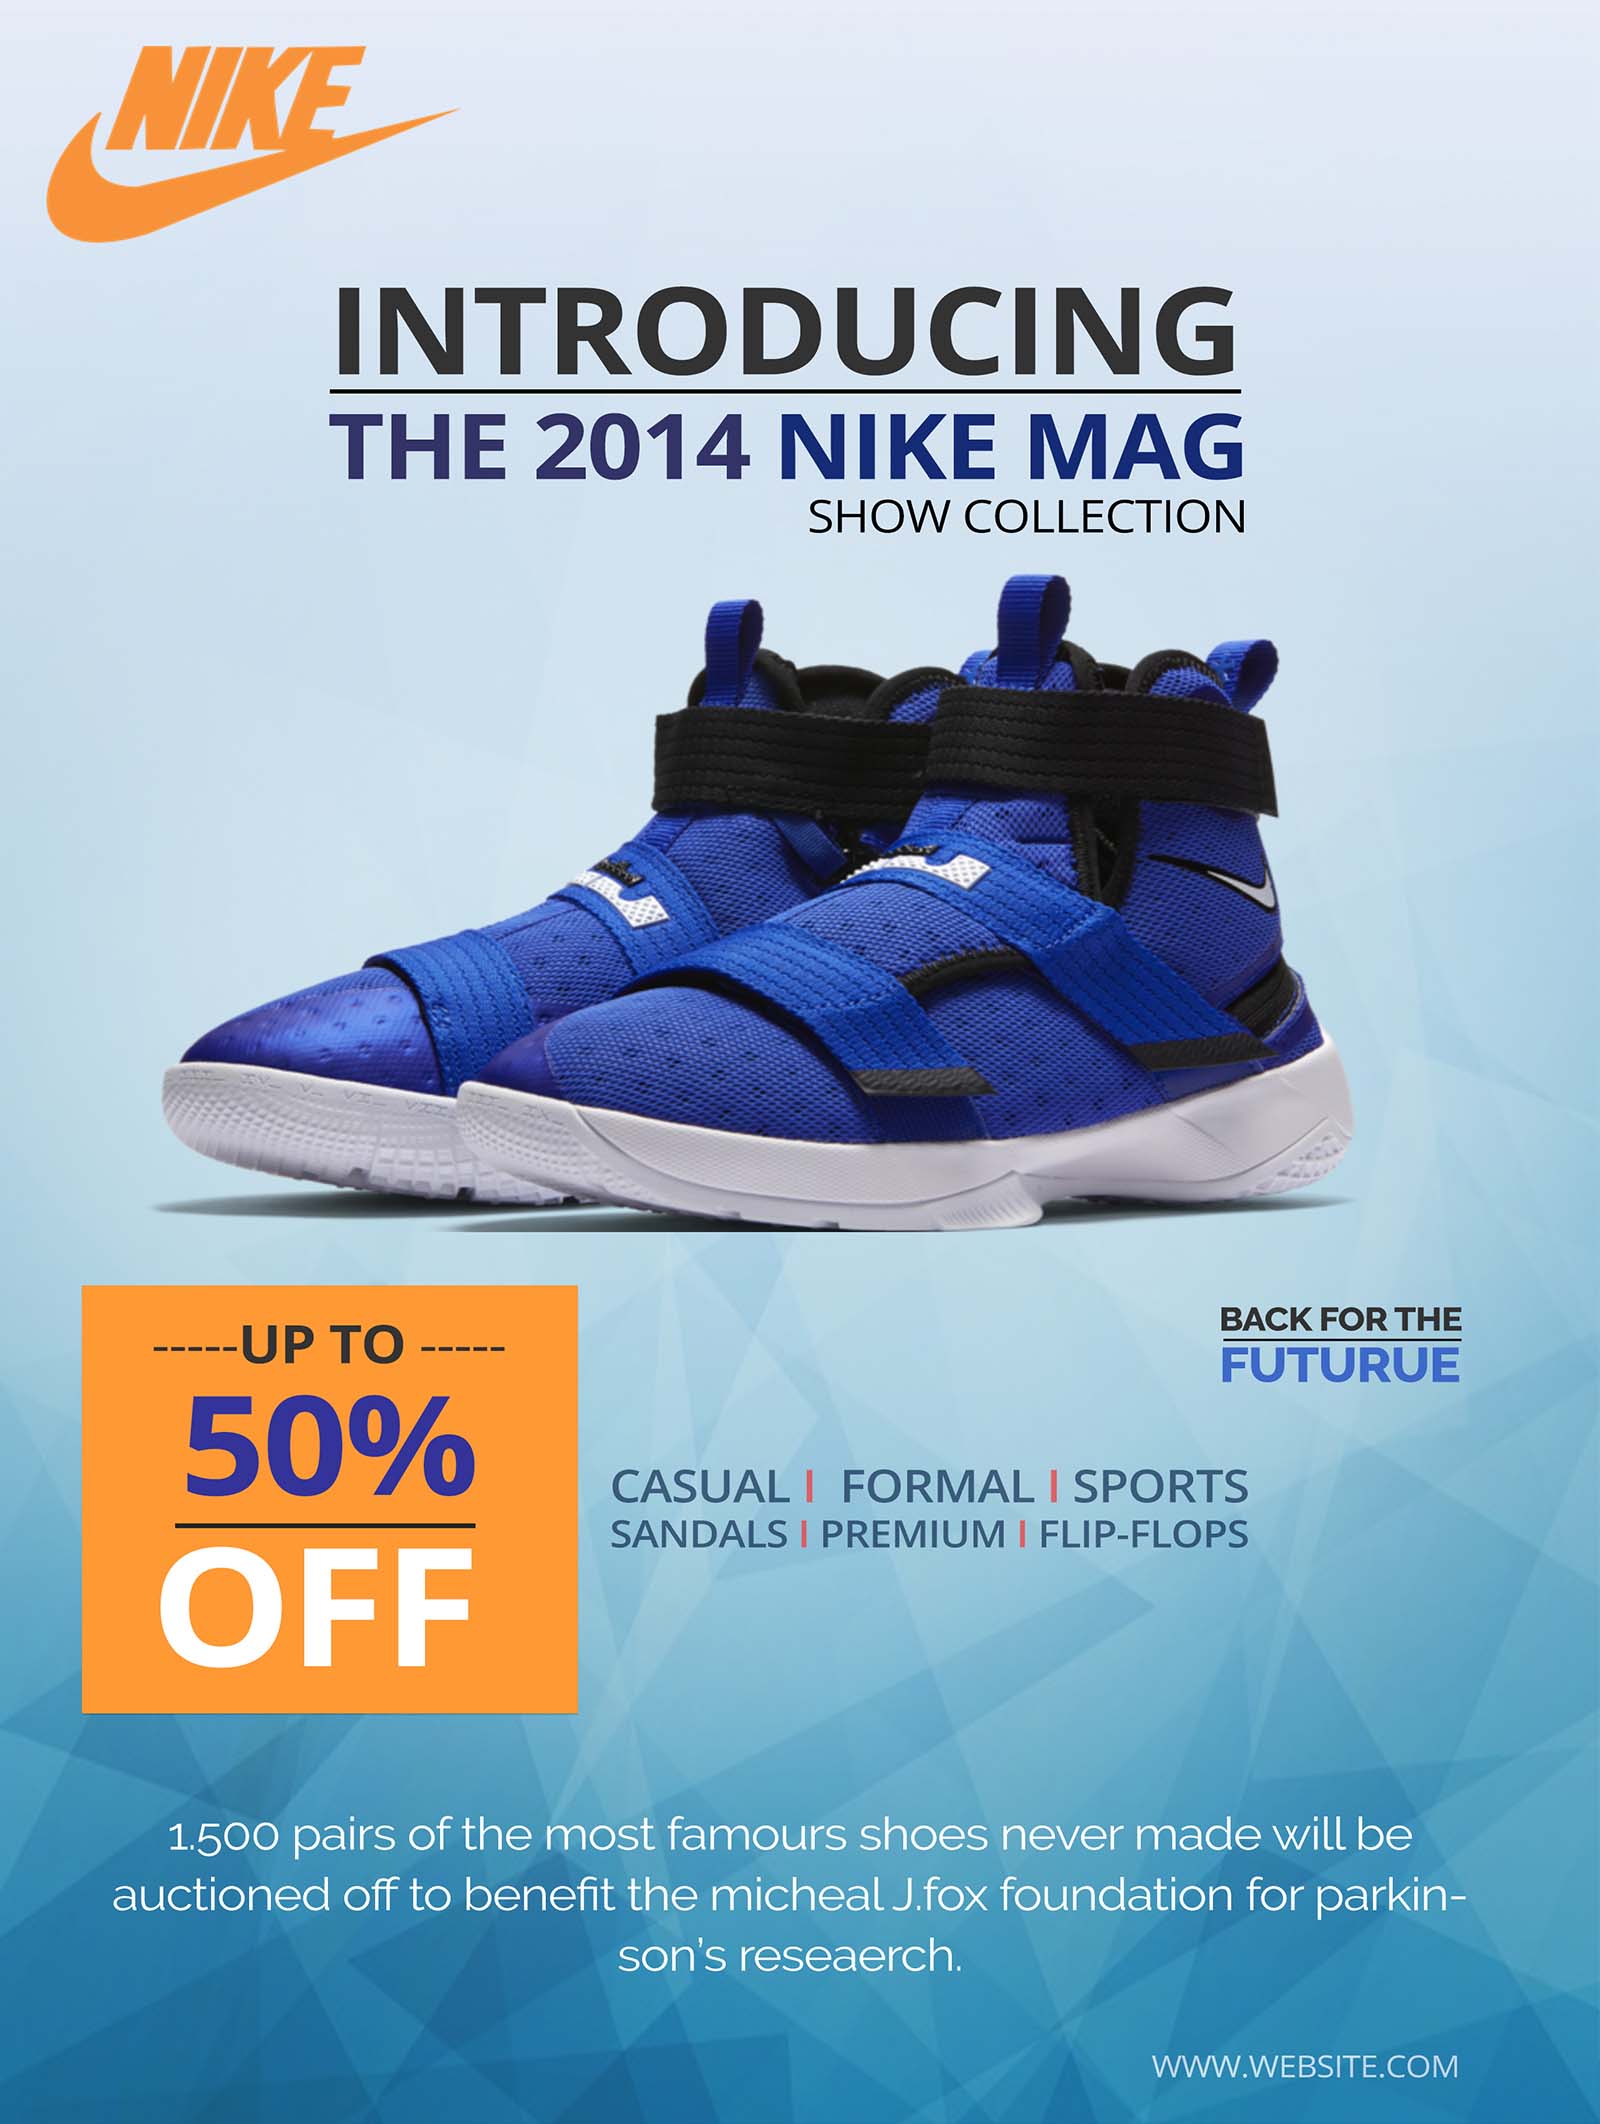 NIKE
INTRODUCING
THE 2014 NIKE MAG
SHOW COLLECTION
BACK FOR THE
FUTURUE
-----UP TO -----
50%
OFF
CASUAL I FORMAL I SPORTS
SANDALS I PREMIUM I FLIP-FLOPS
1.500 pairs of the most famours shoes never made will be
auctioned off to benefit the micheal J.fox foundation for parkin-
son's reseaerch.
WWW.WEBSITE.COM